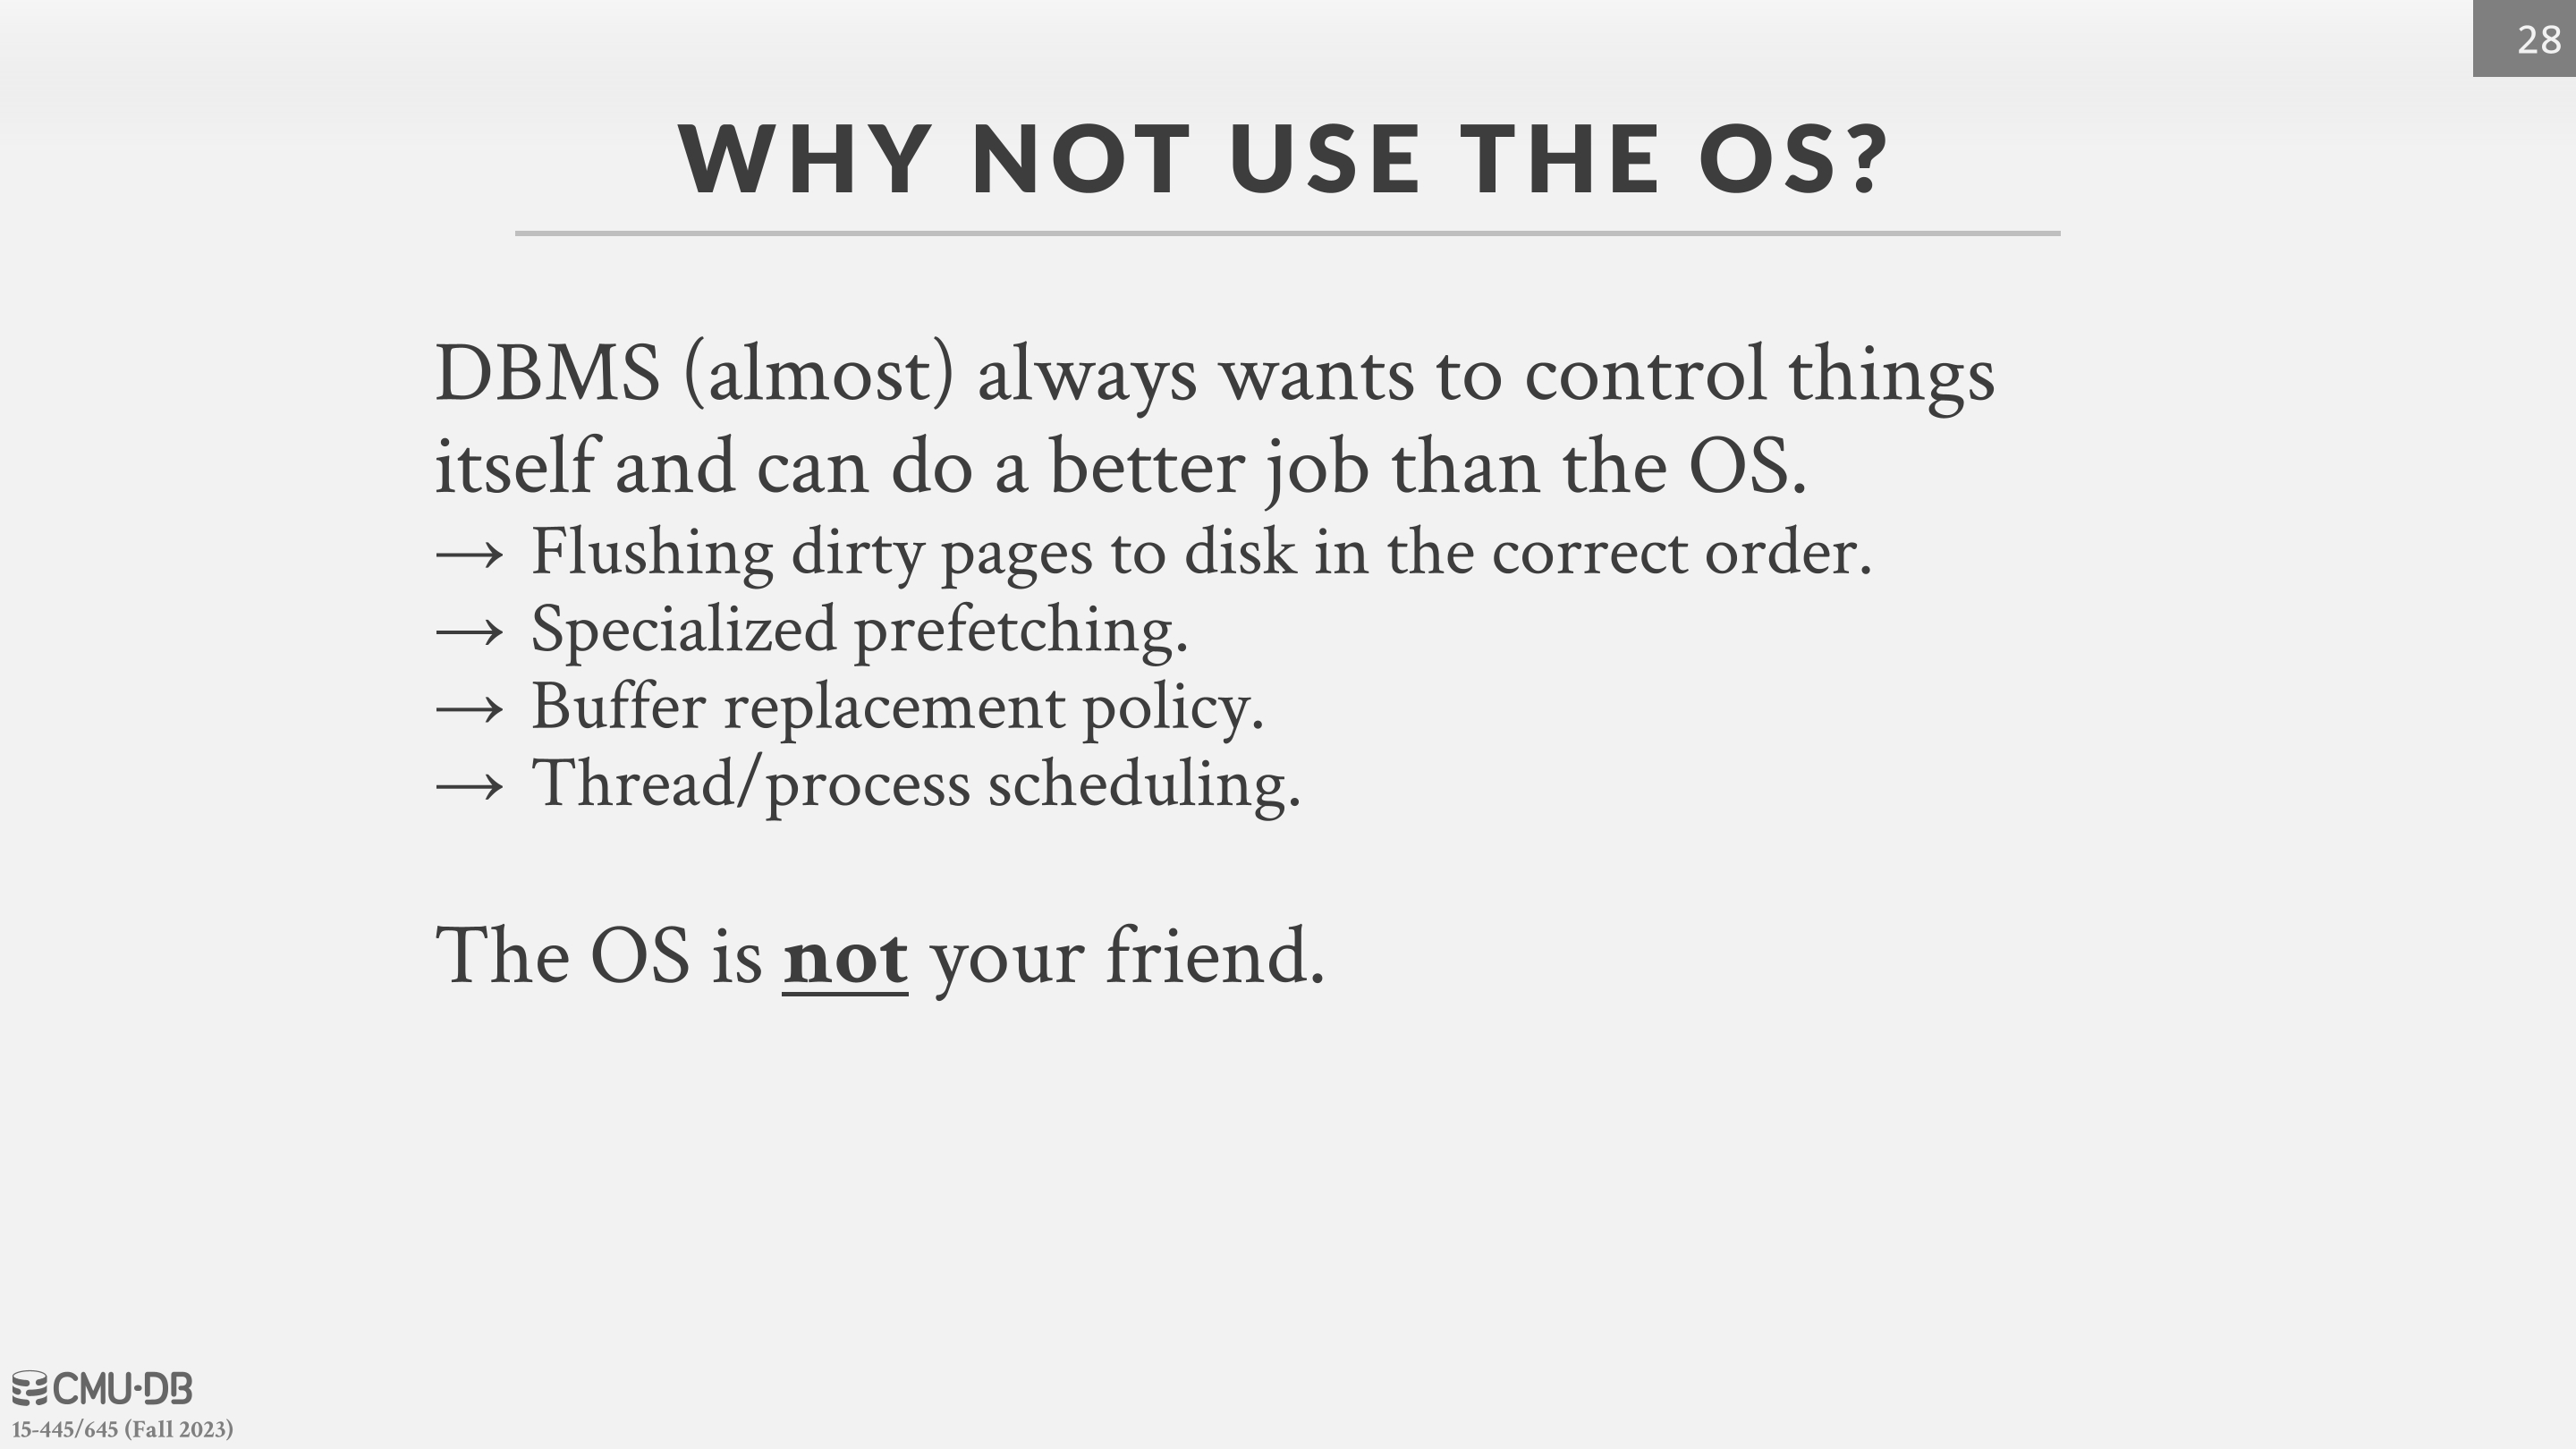 28
WHY NOT USE THE OS?
DBMS (almost) always wants to control things
itself and can do a better job than the OS.
→ Flushing dirty pages to disk in the correct order.
→ Specialized prefetching.
→ Buffer replacement policy.
→ Thread/process scheduling.
The OS is not your friend.
CMU·DB
15-445/645 (Fall 2023)